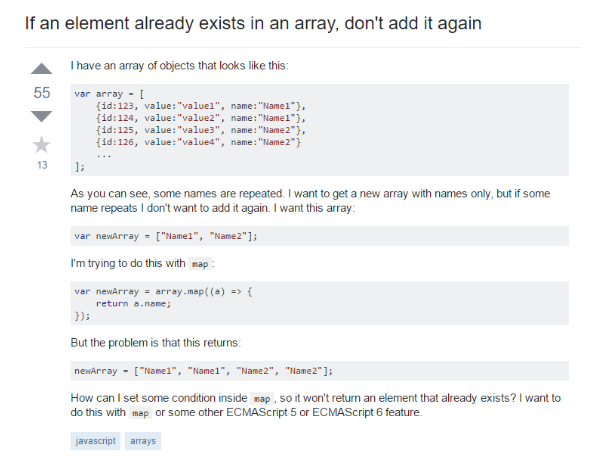 If an element already exists in an array, don't add it again
I have an array of objects that looks like this:
55
var array = [
{id:123, value:"value1", name:"Name1"},
{id:124, value:"value2", name:"Name1"},
{id:125, value:"value3", name:"Name2"},
{id:126, value:"value4", name:"Name2"}
...
];
13
As you can see, some names are repeated. I want to get a new array with names only, but if some
name repeats I don't want to add it again. I want this array:
var newArray = ["Name1", "Name2"];
I'm trying to do this with map:
var newArray = array.map((a) => {
return a.name;
});
But the problem is that this returns:
newArray = ["Name1", "Name1", "Name2", "Name2"];
How can I set some condition inside map, so it won't return an element that already exists? I want to
do this with map or some other ECMAScript 5 or ECMAScript 6 feature.
javascript arrays